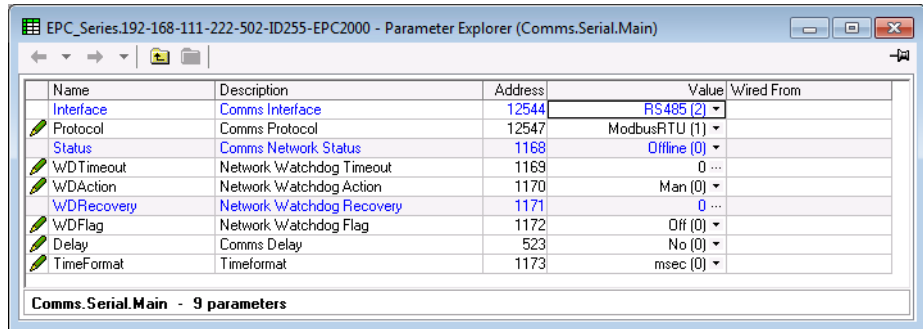 EPC_Series.192-168-111-222-502-ID255-EPC2000 - Parameter Explorer (Comms.Serial.Main)
Name Description Address Value Wired From
Interface Comms Interface 12544 RS485 (2)
Protocol Comms Protocol 12547 ModbusRTU (1)
Status Comms Network Status 1168 Offline (0)
WDTimeout Network Watchdog Timeout 1169 0 ...
WDAction Network Watchdog Action 1170 Man (0)
WDRecovery Network Watchdog Recovery 1171 0 ...
WDFlag Network Watchdog Flag 1172 Off (0)
Delay Comms Delay 523 No (0)
TimeFormat Timeformat 1173 msec (0)
Comms.Serial.Main - 9 parameters